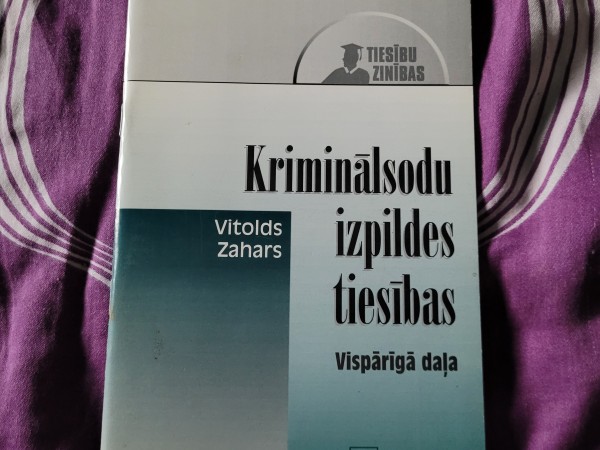 TIESĪBU
ZINĪBAS
Kriminālsodu
izpildes
tiesības
Vitolds
Zahars
Vispārīgā daļa